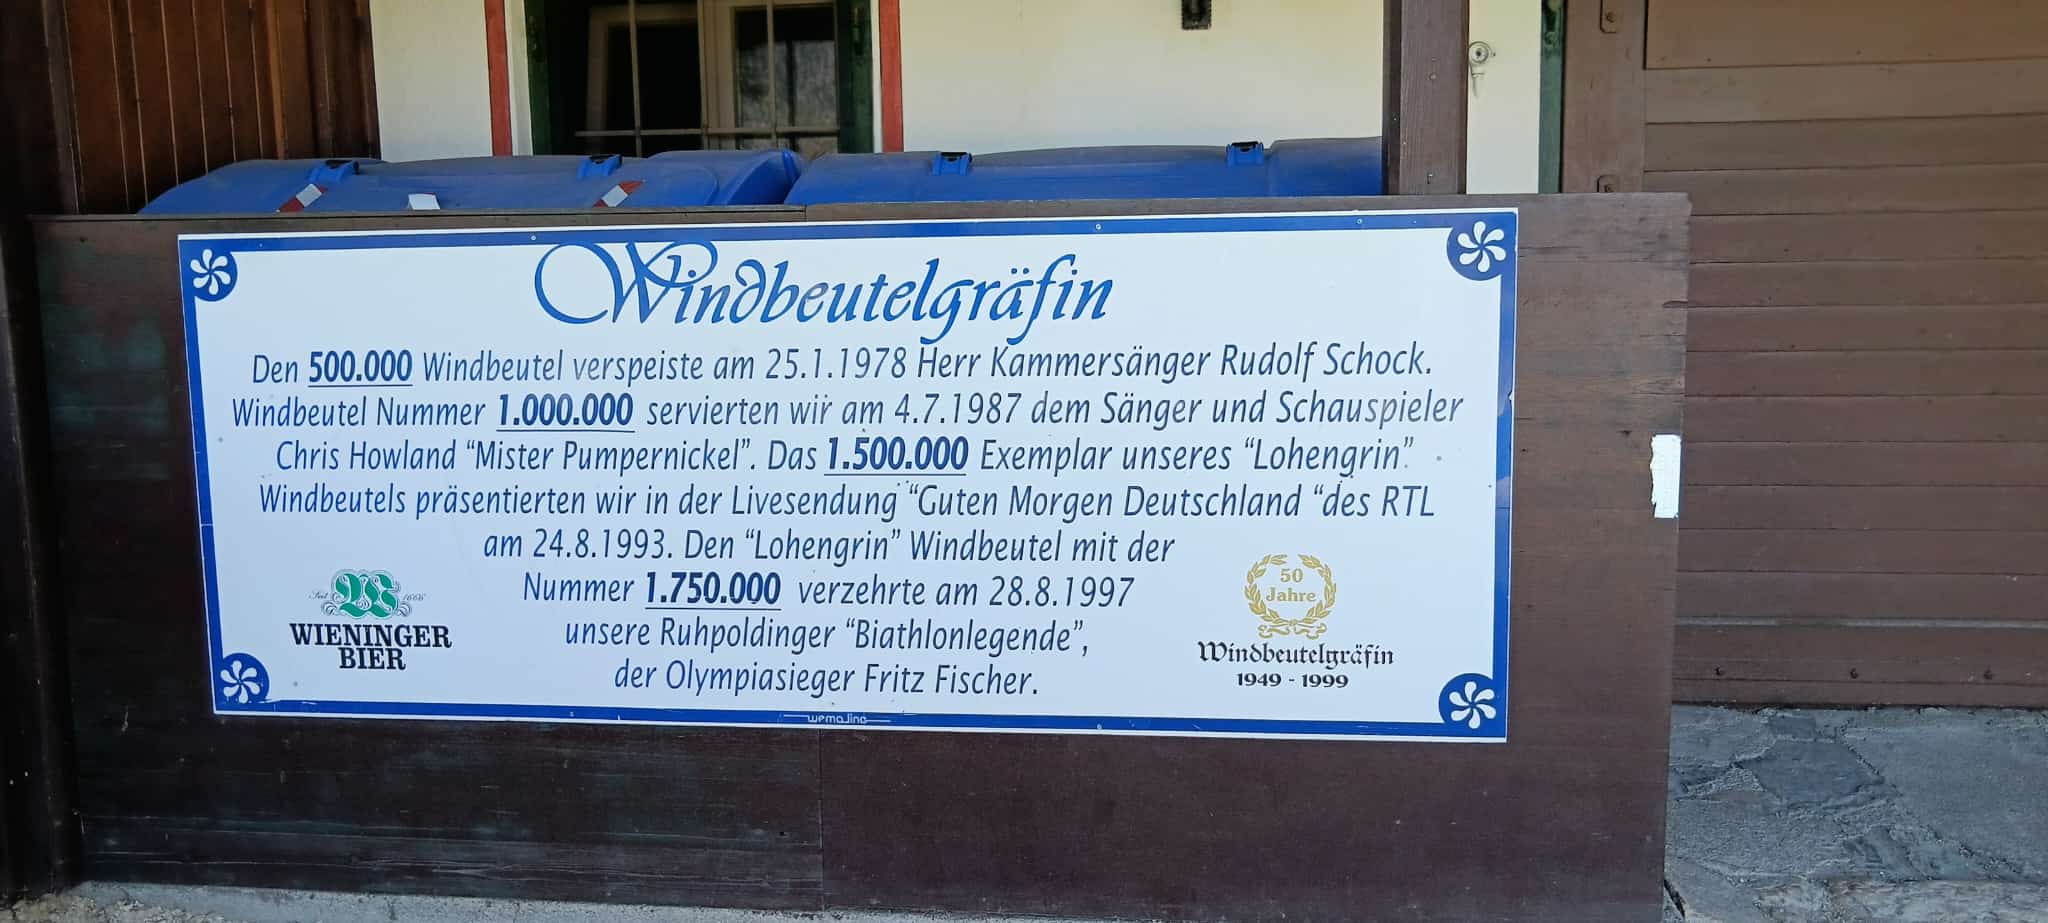 Windbeutelgräfin
Den 500.000 Windbeutel verspeiste am 25.1.1978 Herr Kammersänger Rudolf Schock.
Windbeutel Nummer 1.000.000 servierten wir am 4.7.1987 dem Sänger und Schauspieler
Chris Howland “Mister Pumpernickel”. Das 1.500.000 Exemplar unseres “Lohengrin”
Windbeutels präsentierten wir in der Livesendung “Guten Morgen Deutschland “des RTL
am 24.8.1993. Den “Lohengrin” Windbeutel mit der
Nummer 1.750.000 verzehrte am 28.8.1997
unsere Ruhpoldinger “Biathlonlegende”,
der Olympiasieger Fritz Fischer.
Seit 1666
WIENINGER
BIER
50
Jahre
Windbeutelgräfin
1949 - 1999